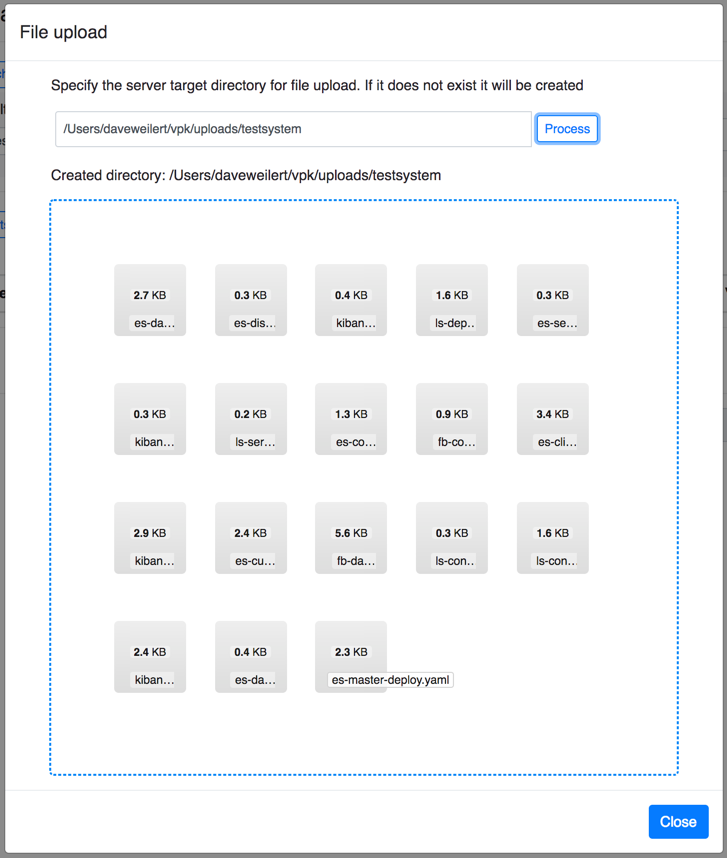 File upload
Specify the server target directory for file upload. If it does not exist it will be created
/Users/daveweilert/vpk/uploads/testsystem
Process
Created directory: /Users/daveweilert/vpk/uploads/testsystem
2.7 KB 0.3 KB 0.4 KB 1.6 KB 0.3 KB
es-da... es-dis... kiban... ls-dep.. es-se...
0.3 KB 0.2 KB 1.3 KB 0.9 KB 3.4 KB
kiban... ls-ser... es-co... fb-co... es-cli...
2.9 KB 2.4 KB 5.6 KB 0.3 KB 1.6 KB
kiban... es-cu... fb-da... ls-con.. ls-con...
2.4 KB 0.4 KB 2.3 KB
kiban... es-da... es-master-deploy.yaml
Close